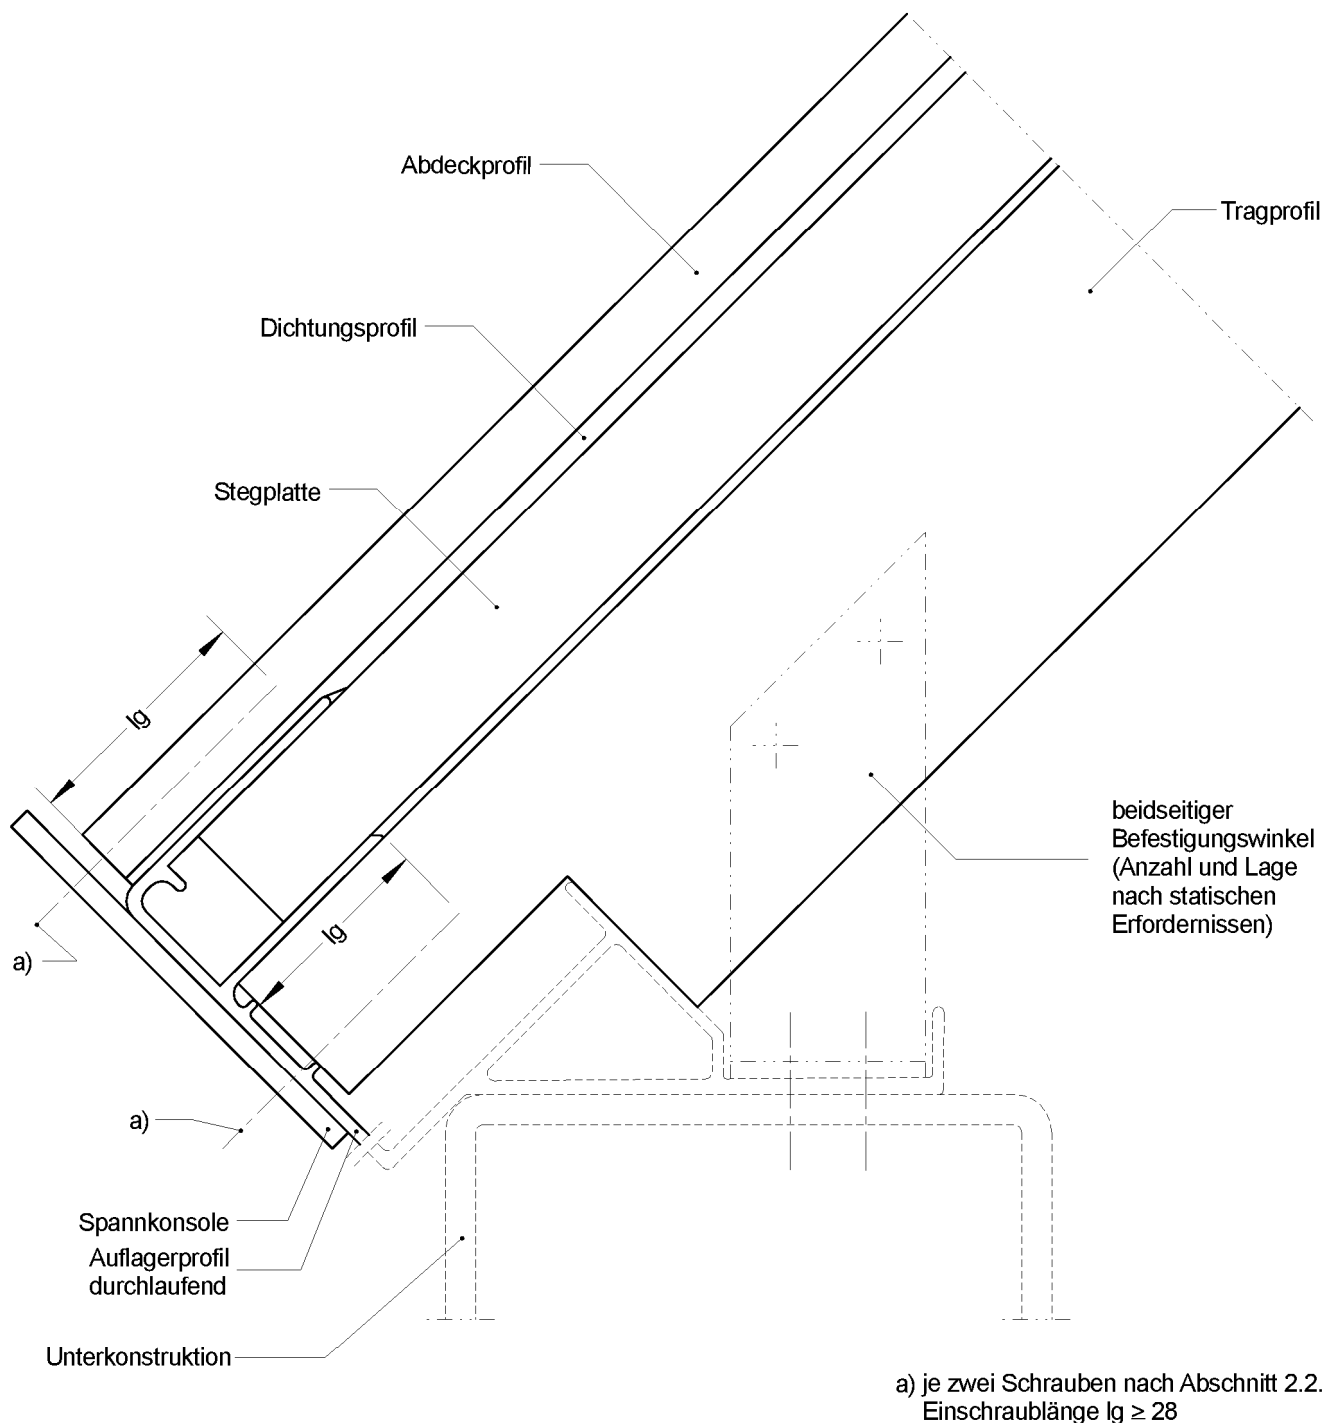 Abdeckprofil
Tragprofil
Dichtungsprofil
Stegplatte
lg
beidseitiger
Befestigungswinkel
(Anzahl und Lage
nach statischen
Erfordernissen)
lg
a)
a)
Spannkonsole
Auflagerprofil
durchlaufend
Unterkonstruktion
a) je zwei Schrauben nach Abschnitt 2.2.
Einschraublänge lg ≥ 28